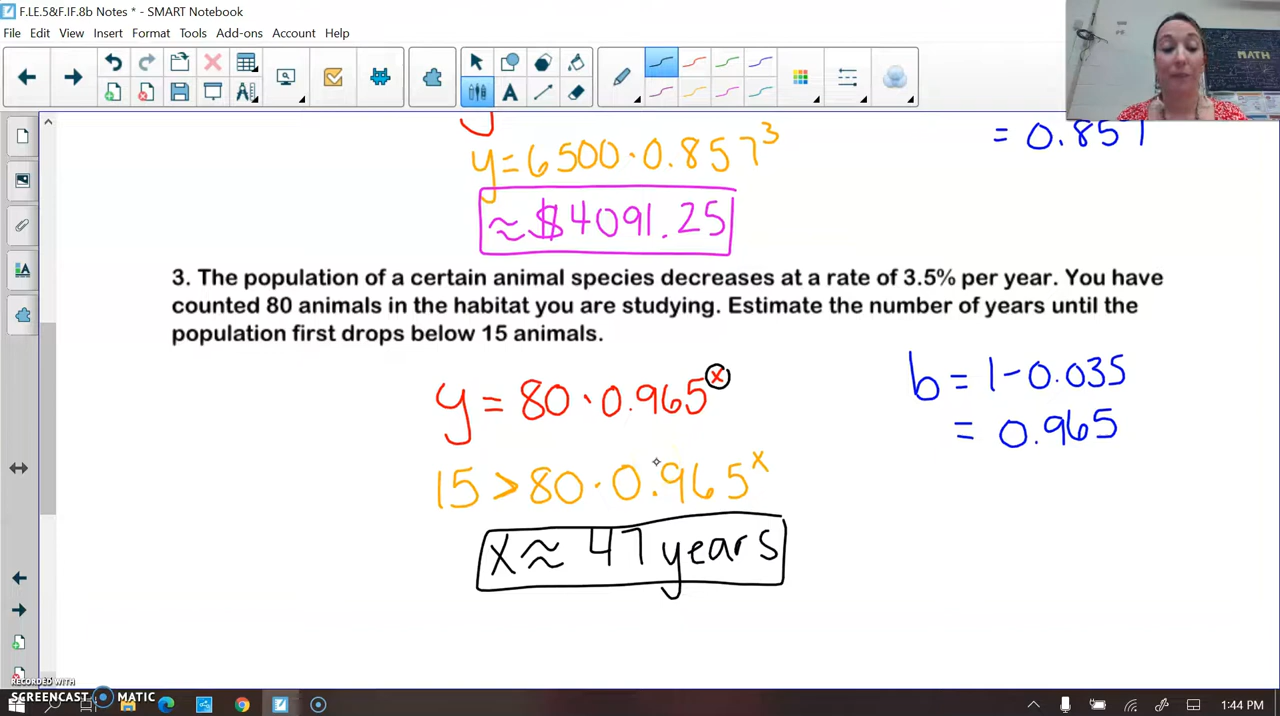 F.LE.5&F.IF.8b Notes * - SMART Notebook
File Edit View Insert Format Tools Add-ons Account Help
MATH
y
= 0.857
y = 6500 · 0.857³
≈ $4091.25
3. The population of a certain animal species decreases at a rate of 3.5% per year. You have
counted 80 animals in the habitat you are studying. Estimate the number of years until the
population first drops below 15 animals.
y = 80 · 0.965ˣ
b = 1 - 0.035
= 0.965
15 > 80 · 0.965ˣ
x ≈ 47 years
RECORDED WITH
SCREENCAST MATIC
1:44 PM